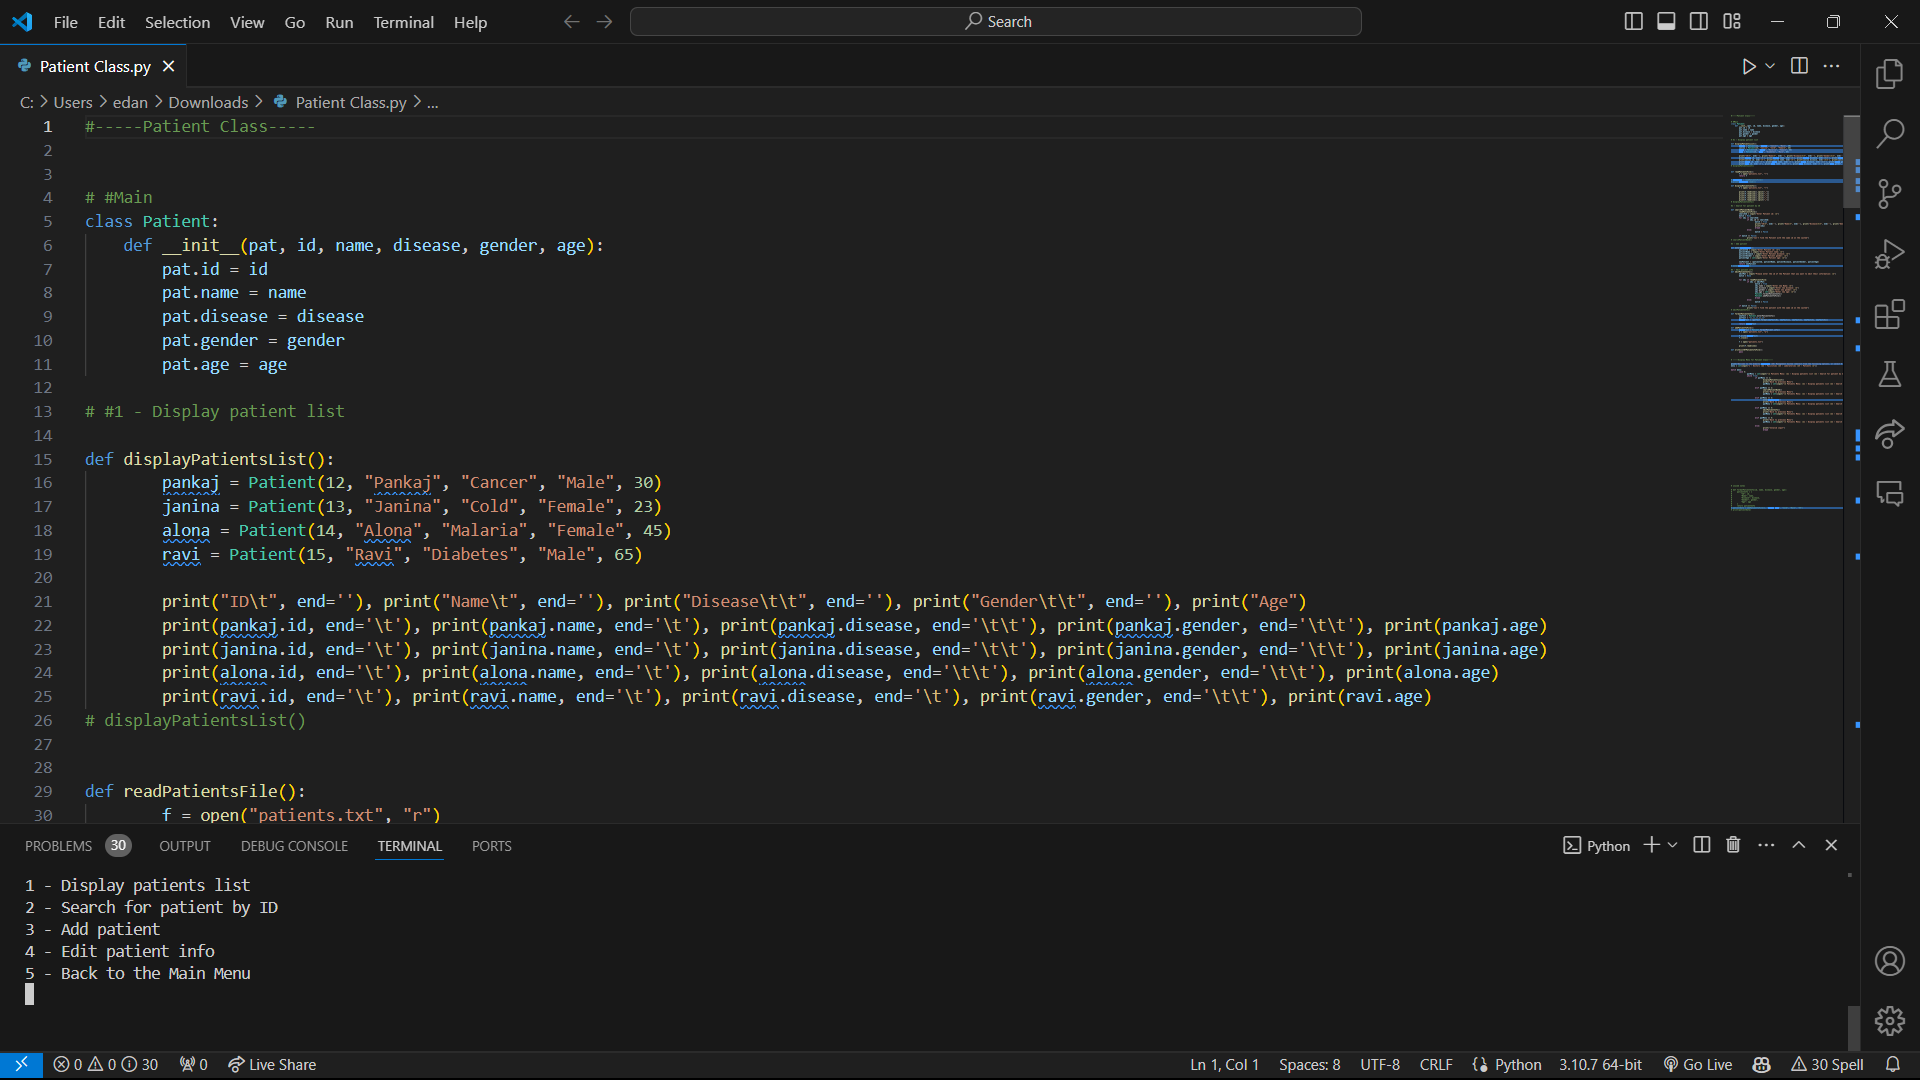 File Edit Selection View Go Run Terminal Help
Search
Patient Class.py
C: > Users > edan > Downloads > Patient Class.py > ...
1 #-----Patient Class-----
2
3
4 # #Main
5 class Patient:
6 def __init__(pat, id, name, disease, gender, age):
7 pat.id = id
8 pat.name = name
9 pat.disease = disease
10 pat.gender = gender
11 pat.age = age
12
13 # #1 - Display patient list
14
15 def displayPatientsList():
16 pankaj = Patient(12, "Pankaj", "Cancer", "Male", 30)
17 janina = Patient(13, "Janina", "Cold", "Female", 23)
18 alona = Patient(14, "Alona", "Malaria", "Female", 45)
19 ravi = Patient(15, "Ravi", "Diabetes", "Male", 65)
20
21 print("ID\t", end=''), print("Name\t", end=''), print("Disease\t\t", end=''), print("Gender\t\t", end=''), print("Age")
22 print(pankaj.id, end='\t'), print(pankaj.name, end='\t'), print(pankaj.disease, end='\t\t'), print(pankaj.gender, end='\t\t'), print(pankaj.age)
23 print(janina.id, end='\t'), print(janina.name, end='\t'), print(janina.disease, end='\t\t'), print(janina.gender, end='\t\t'), print(janina.age)
24 print(alona.id, end='\t'), print(alona.name, end='\t'), print(alona.disease, end='\t\t'), print(alona.gender, end='\t\t'), print(alona.age)
25 print(ravi.id, end='\t'), print(ravi.name, end='\t'), print(ravi.disease, end='\t'), print(ravi.gender, end='\t\t'), print(ravi.age)
26 # displayPatientsList()
27
28
29 def readPatientsFile():
30 f = open("patients.txt", "r")
PROBLEMS 30 OUTPUT DEBUG CONSOLE TERMINAL PORTS
Python
1 - Display patients list
2 - Search for patient by ID
3 - Add patient
4 - Edit patient info
5 - Back to the Main Menu
0 0 30 0 Live Share Ln 1, Col 1 Spaces: 8 UTF-8 CRLF Python 3.10.7 64-bit Go Live 30 Spell